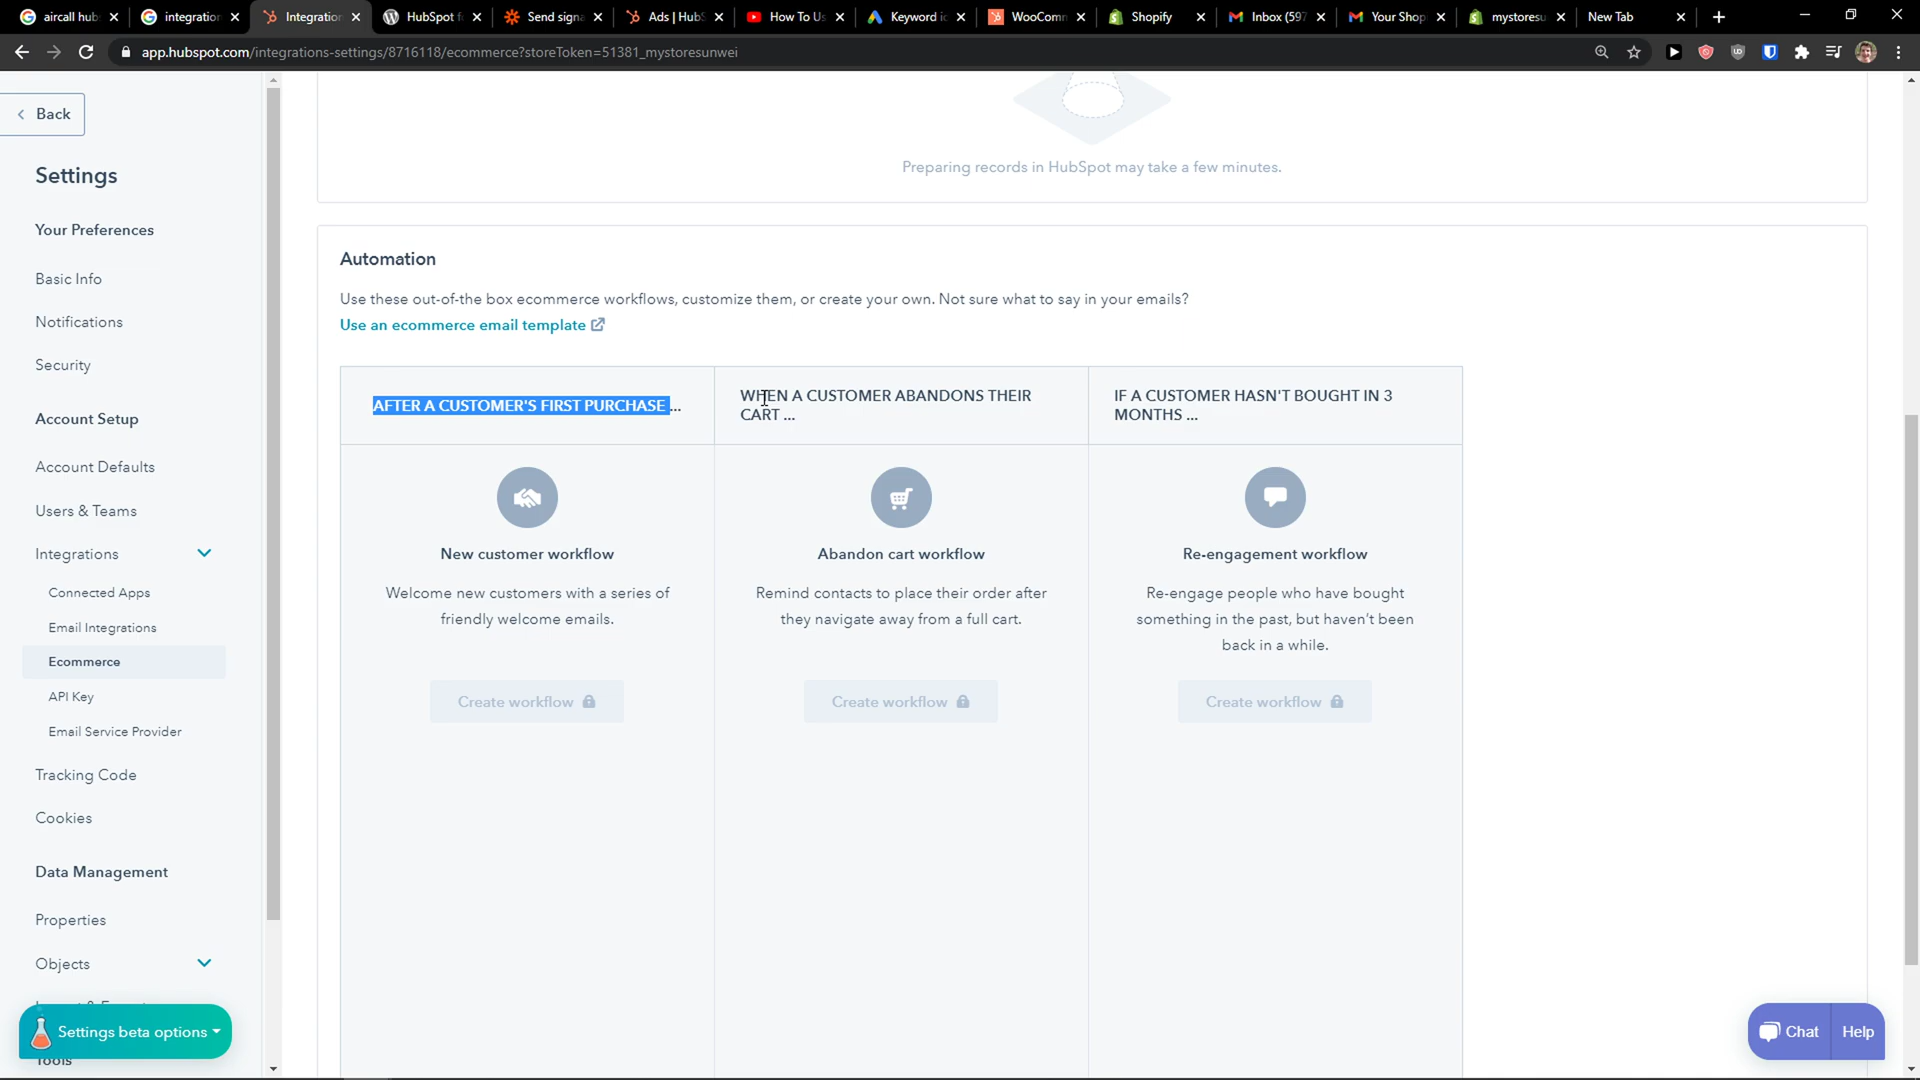 aircall hub
integration
Integration
HubSpot f
Send signa
Ads | HubS
How To Us
Keyword ic
WooComm
Shopify
Inbox (597
Your Shop
mystoresu
New Tab
app.hubspot.com/integrations-settings/8716118/ecommerce?storeToken=51381_mystoresunwei
Back
Settings
Your Preferences
Basic Info
Notifications
Security
Account Setup
Account Defaults
Users & Teams
Integrations
Connected Apps
Email Integrations
Ecommerce
API Key
Email Service Provider
Tracking Code
Cookies
Data Management
Properties
Objects
Settings beta options
Tools
Preparing records in HubSpot may take a few minutes.
Automation
Use these out-of-the box ecommerce workflows, customize them, or create your own. Not sure what to say in your emails?
Use an ecommerce email template
AFTER A CUSTOMER'S FIRST PURCHASE ...
New customer workflow
Welcome new customers with a series of
friendly welcome emails.
Create workflow
WHEN A CUSTOMER ABANDONS THEIR
CART ...
Abandon cart workflow
Remind contacts to place their order after
they navigate away from a full cart.
Create workflow
IF A CUSTOMER HASN'T BOUGHT IN 3
MONTHS ...
Re-engagement workflow
Re-engage people who have bought
something in the past, but haven't been
back in a while.
Create workflow
Chat
Help